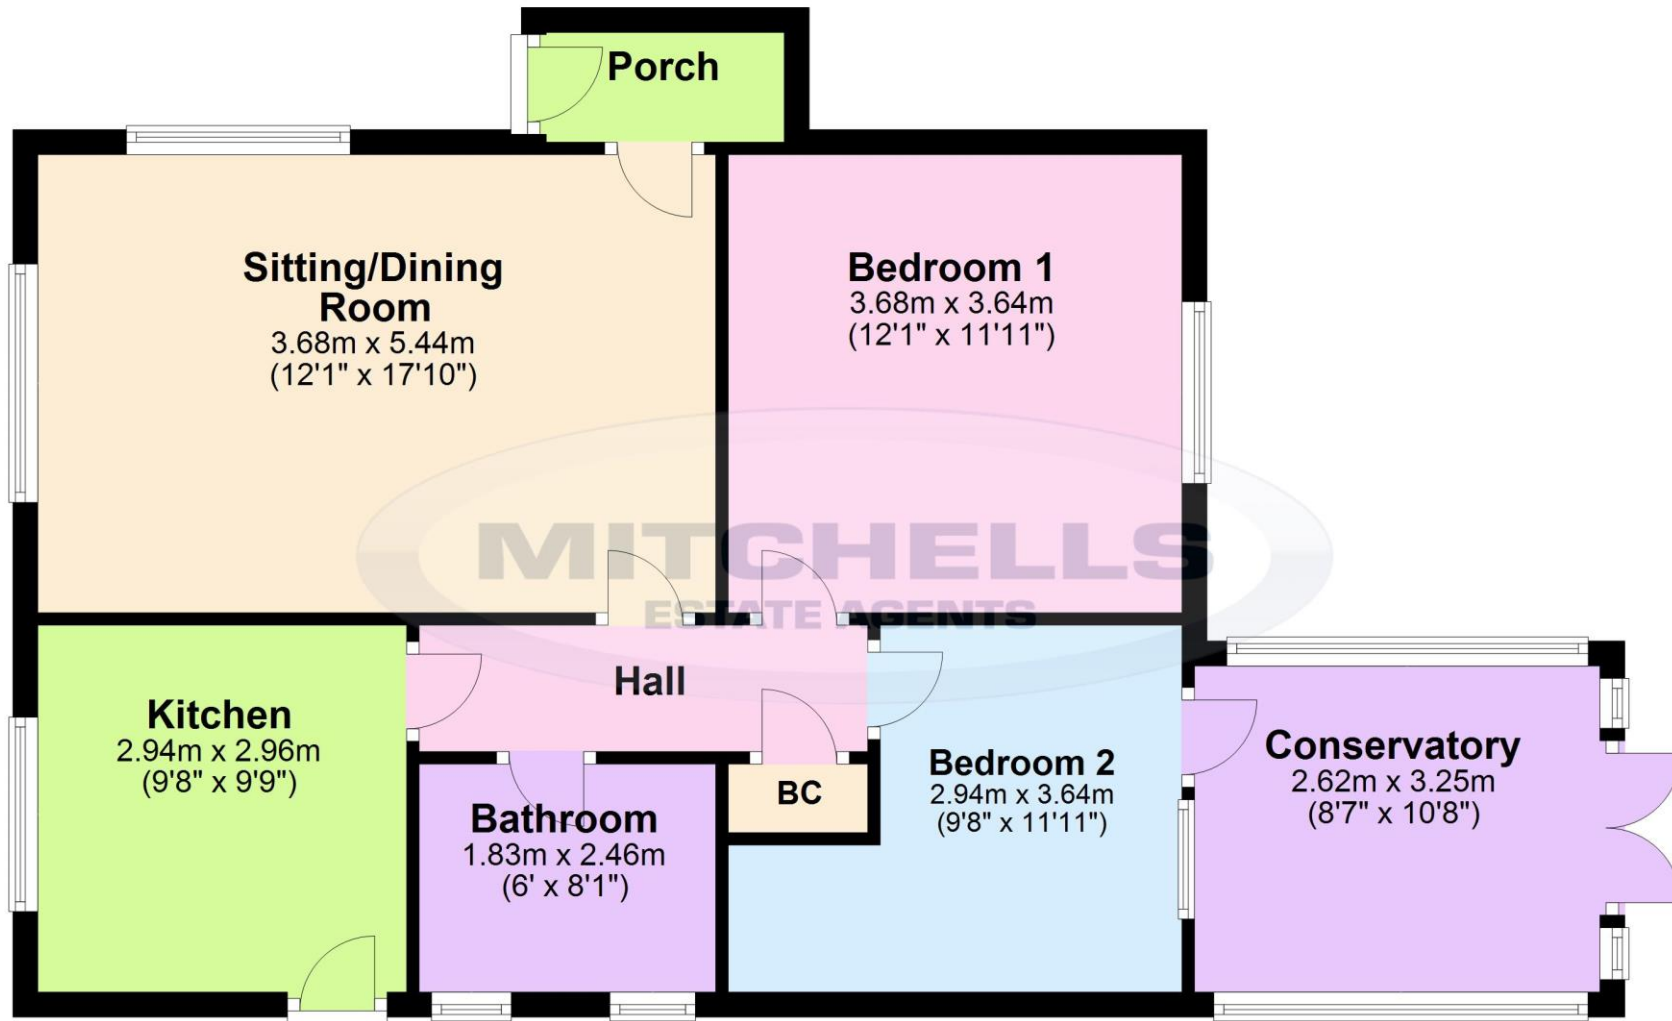 Porch
Sitting/Dining
Room
3.68m x 5.44m
(12'1" x 17'10")
Bedroom 1
3.68m x 3.64m
(12'1" x 11'11")
MITCHELLS
ESTATE AGENTS
Hall
Kitchen
2.94m x 2.96m
(9'8" x 9'9")
Bathroom
1.83m x 2.46m
(6' x 8'1")
BC
Bedroom 2
2.94m x 3.64m
(9'8" x 11'11")
Conservatory
2.62m x 3.25m
(8'7" x 10'8")